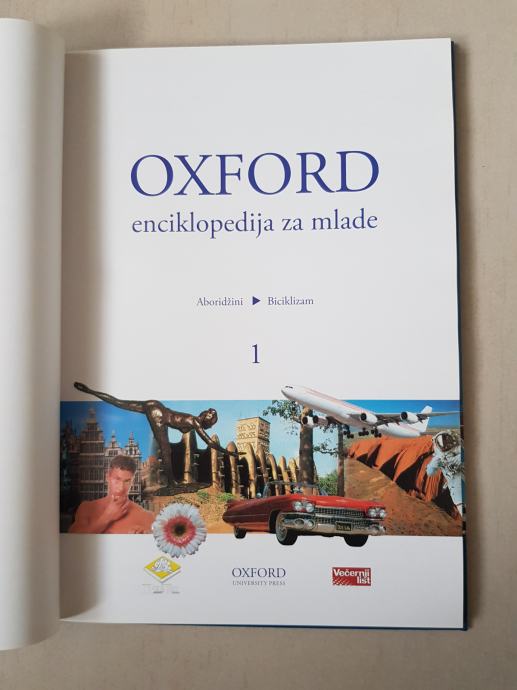 OXFORD
enciklopedija za mlade
Aboridžini ▶ Biciklizam
1
OXFORD
UNIVERSITY PRESS
Večernji
list